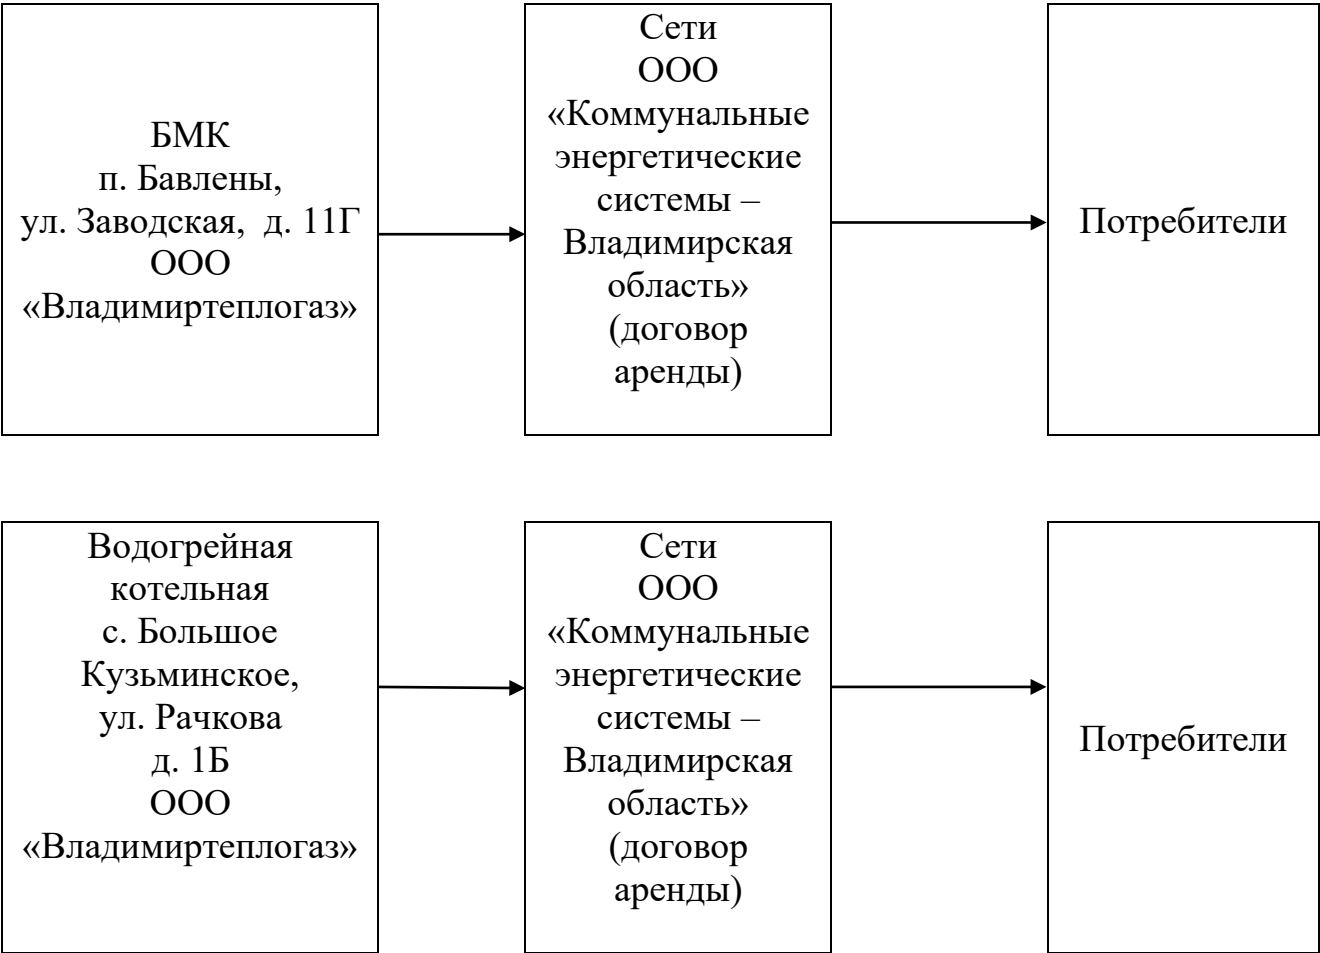 БМК
п. Бавлены,
ул. Заводская, д. 11Г
ООО
«Владимиртеплогаз»
Сети
ООО
«Коммунальные
энергетические
системы –
Владимирская
область»
(договор
аренды)
Потребители
Водогрейная
котельная
с. Большое
Кузьминское,
ул. Рачкова
д. 1Б
ООО
«Владимиртеплогаз»
Сети
ООО
«Коммунальные
энергетические
системы –
Владимирская
область»
(договор
аренды)
Потребители